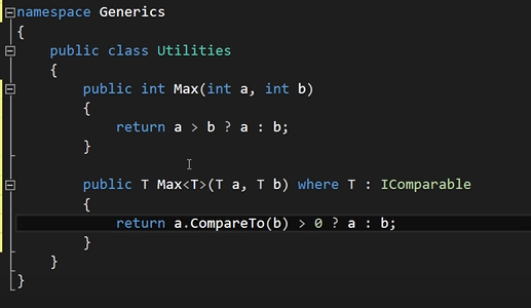 namespace Generics
{
public class Utilities
{
public int Max(int a, int b)
{
return a > b ? a : b;
}
public T Max<T>(T a, T b) where T : IComparable
{
return a.CompareTo(b) > 0 ? a : b;
}
}
}